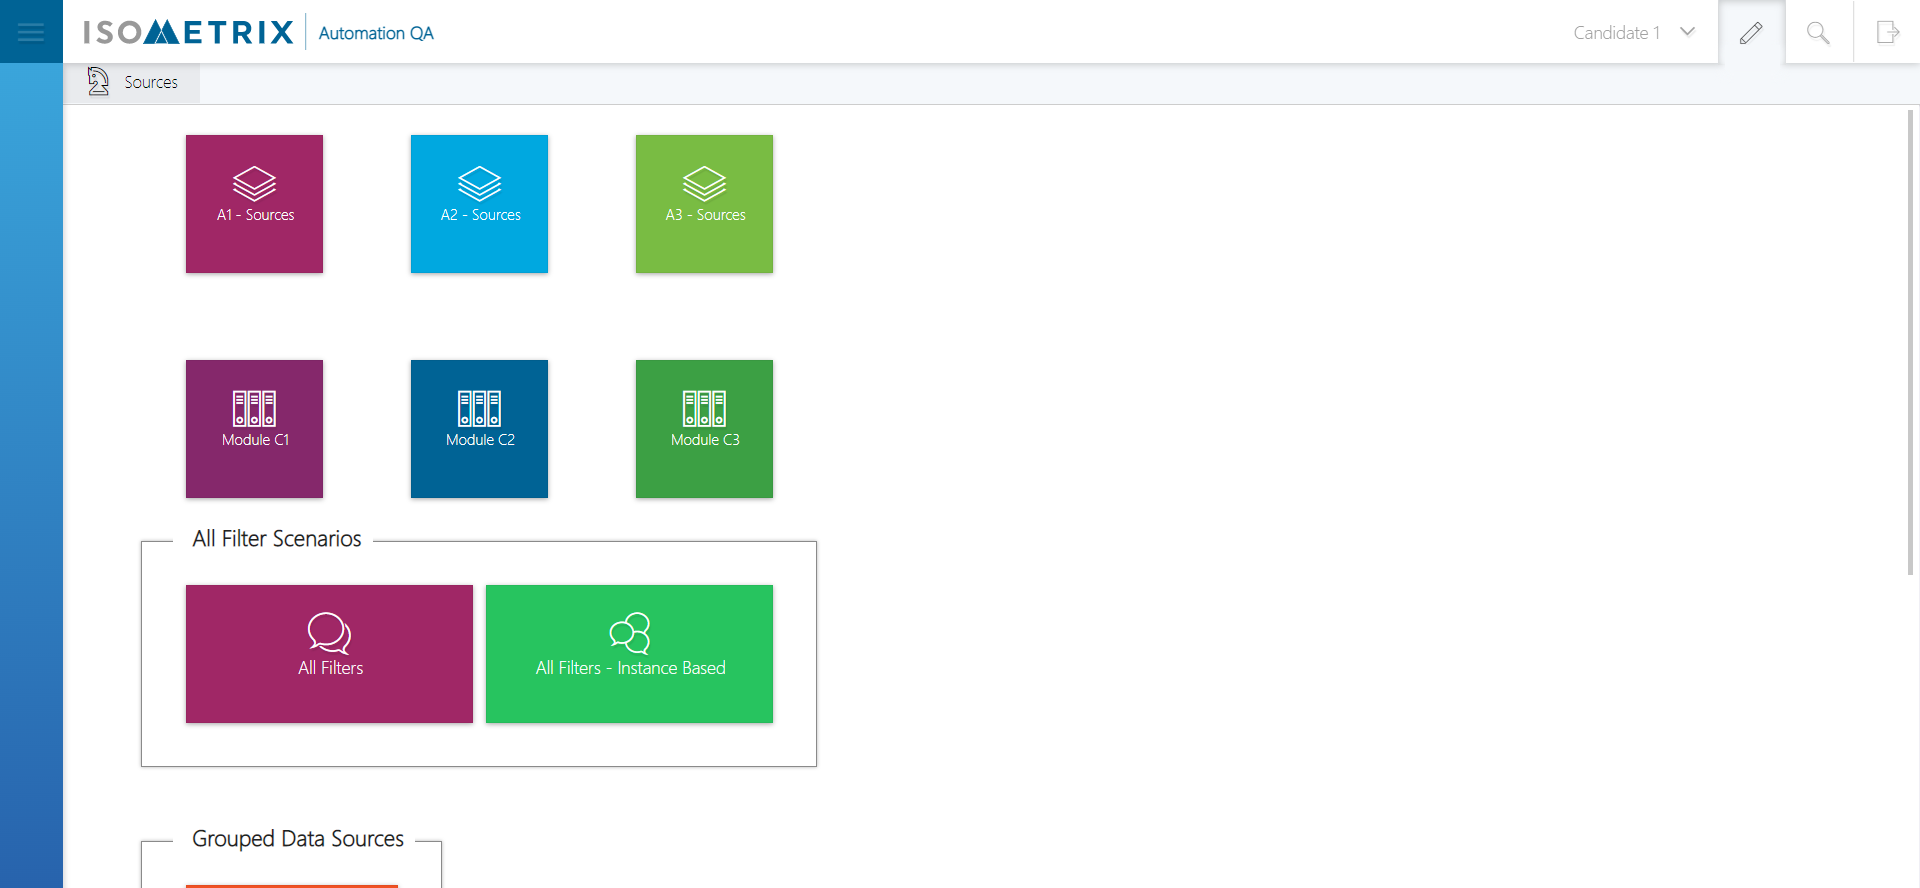 ISOMETRIX
Automation QA
Candidate 1
Sources
A1 - Sources
A2 - Sources
A3 - Sources
Module C1
Module C2
Module C3
All Filter Scenarios
All Filters
All Filters - Instance Based
Grouped Data Sources